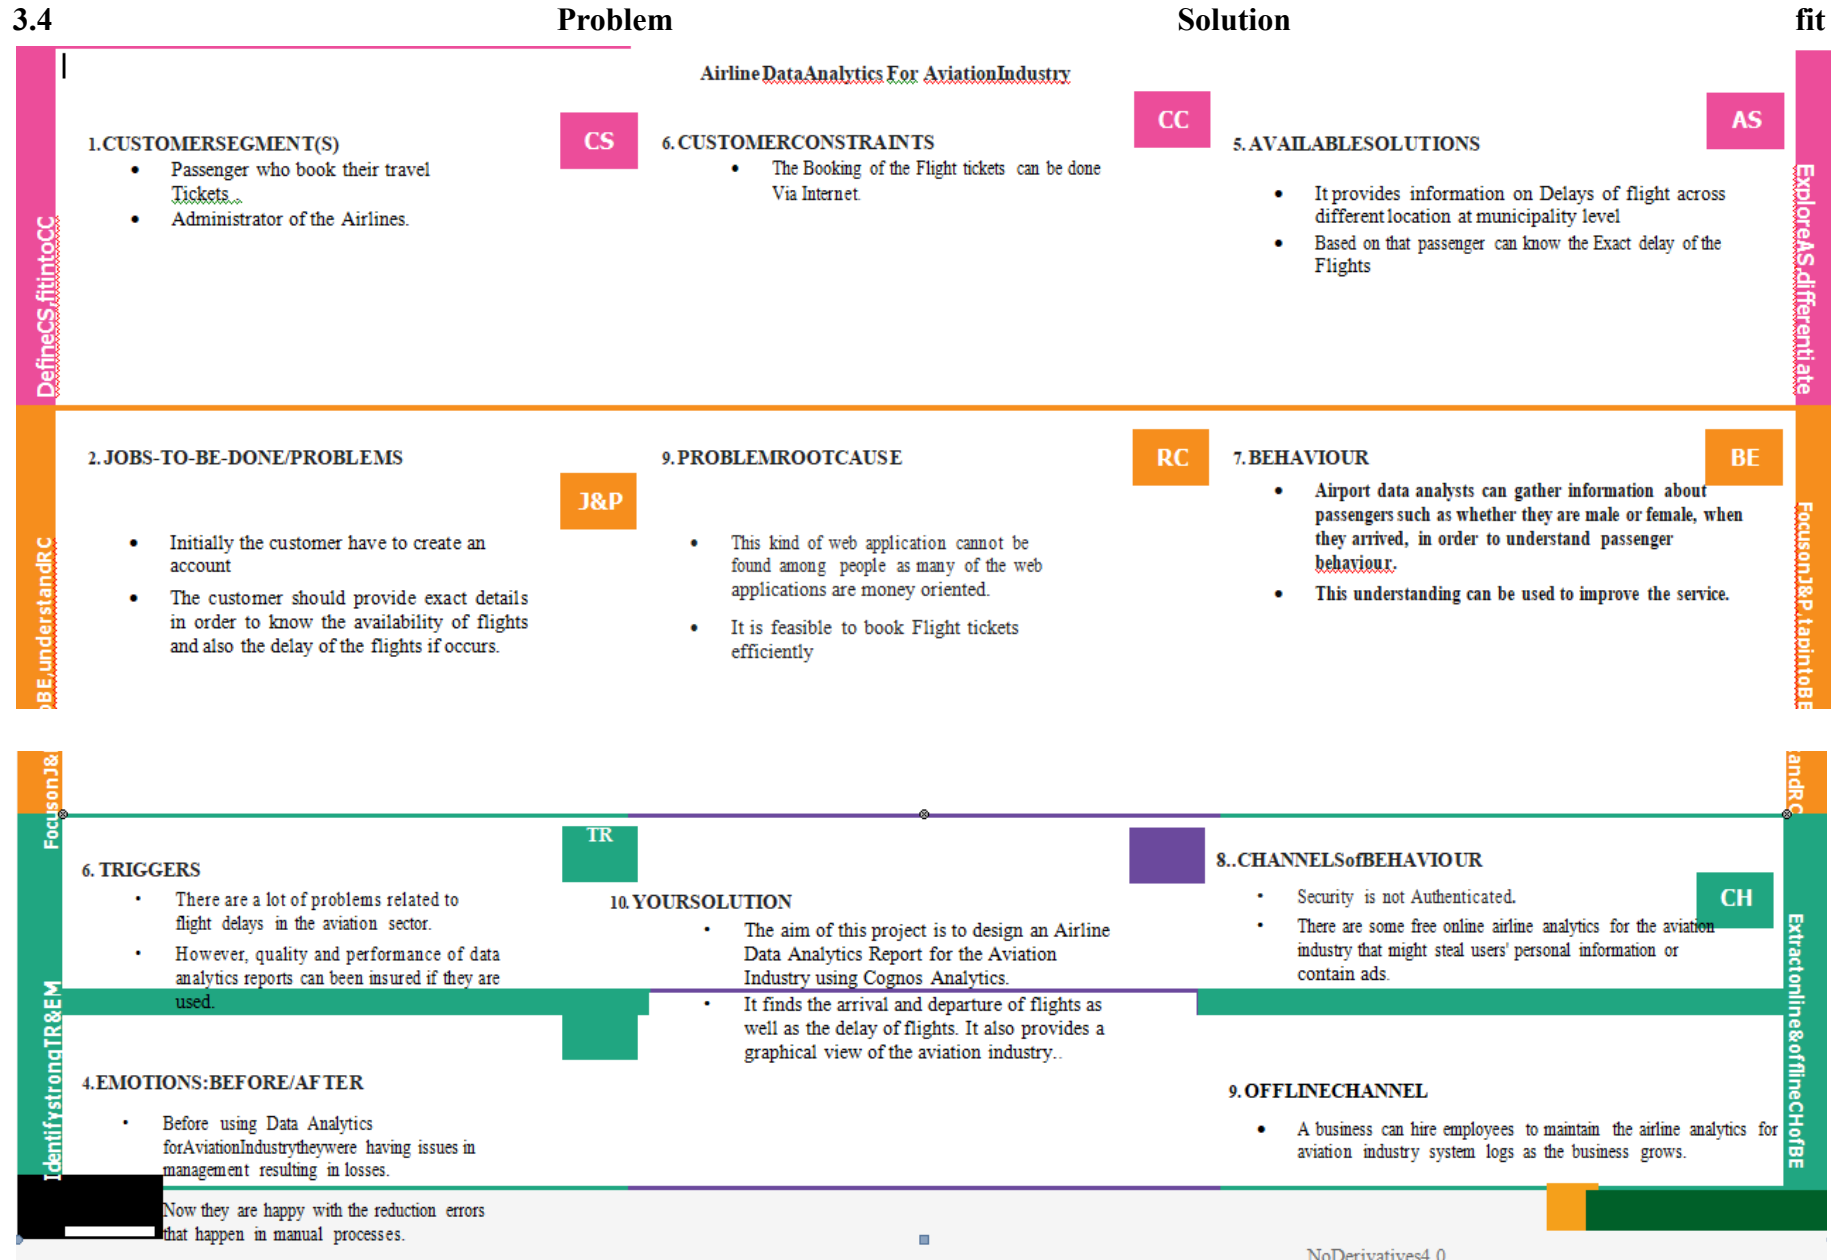 3.4 Problem Solution fit
Airline DataAnalytics For AviationIndustry
DefineCS,fitintoCC
1.CUSTOMERSEGMENT(S)
CS
Passenger who book their travel
Tickets .
Administrator of the Airlines.
6.CUSTOMERCONSTRAINTS
CC
The Booking of the Flight tickets can be done
Via Internet.
5.AVAILABLESOLUTIONS
AS
It provides information on Delays of flight across
different location at municipality level
Based on that passenger can know the Exact delay of the
Flights
ExploreAS,differentiate
2.JOBS-TO-BE-DONE/PROBLEMS
J&P
Initially the customer have to create an
account
The customer should provide exact details
in order to know the availability of flights
and also the delay of the flights if occurs.
oBE,understandRC
9.PROBLEMROOTCAUSE
RC
This kind of web application cannot be
found among people as many of the web
applications are money oriented.
It is feasible to book Flight tickets
efficiently
7.BEHAVIOUR
BE
Airport data analysts can gather information about
passengers such as whether they are male or female, when
they arrived, in order to understand passenger
behaviour.
This understanding can be used to improve the service.
FocusonJ&P,tapintoBE
FocusonJ&
andRC
6. TRIGGERS
TR
There are a lot of problems related to
flight delays in the aviation sector.
However, quality and performance of data
analytics reports can been insured if they are
used.
10.YOURSOLUTION
The aim of this project is to design an Airline
Data Analytics Report for the Aviation
Industry using Cognos Analytics.
It finds the arrival and departure of flights as
well as the delay of flights. It also provides a
graphical view of the aviation industry..
8..CHANNELSofBEHAVIOUR
CH
Security is not Authenticated.
There are some free online airline analytics for the aviation
industry that might steal users' personal information or
contain ads.
IdentifystrongTR&EM
Extractonline&offlineCHofBE
4.EMOTIONS:BEFORE/AFTER
Before using Data Analytics
forAviationIndustrytheywere having issues in
management resulting in losses.
Now they are happy with the reduction errors
that happen in manual processes.
9.OFFLINECHANNEL
A business can hire employees to maintain the airline analytics for
aviation industry system logs as the business grows.
NoDerivatives4.0